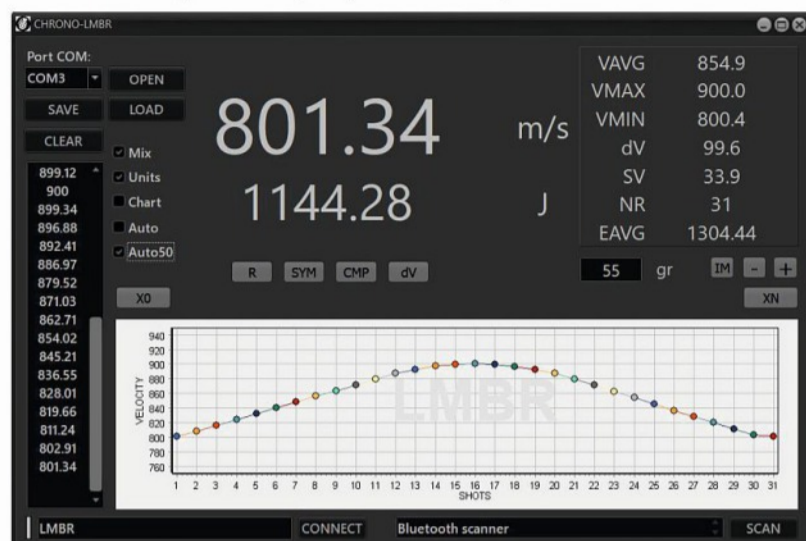 CHRONO-LMBR
Port COM:
COM3
OPEN
SAVE
LOAD
CLEAR
Mix
Units
Chart
Auto
Auto50
899.12
900
899.34
896.88
892.41
886.97
879.52
871.03
862.71
854.02
845.21
836.55
828.01
819.66
811.24
802.91
801.34
801.34 m/s
1144.28 J
R SYM CMP dV
VAVG 854.9
VMAX 900.0
VMIN 800.4
dV 99.6
SV 33.9
NR 31
EAVG 1304.44
55 gr IM - +
X0
XN
VELOCITY
940
900
880
860
840
820
800
780
760
LMBR
1 2 3 4 5 6 7 8 9 10 11 12 13 14 15 16 17 18 19 20 21 22 23 24 25 26 27 28 29 30 31
SHOTS
LMBR CONNECT Bluetooth scanner SCAN